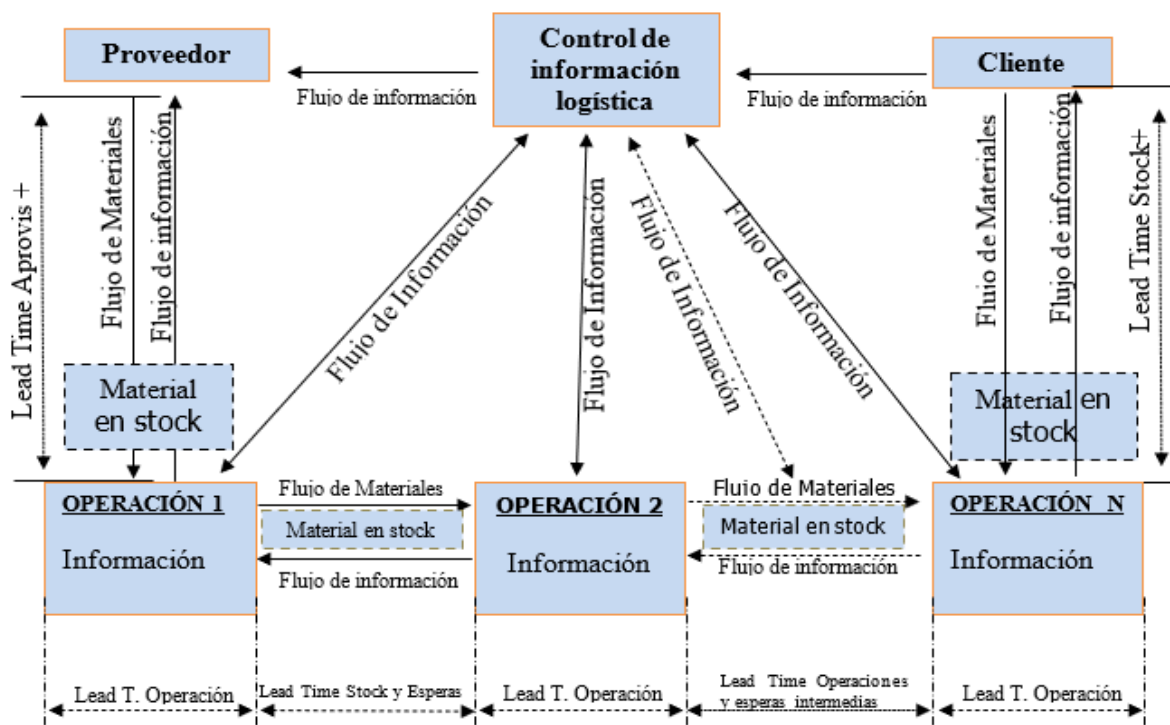 Proveedor
Control de
información
logística
Cliente
Flujo de información
Flujo de información
Lead Time Aprovis +
Flujo de Materiales
Flujo de información
Flujo de Información
Flujo de Información
Flujo de Información
Flujo de Información
Flujo de Materiales
Flujo de información
Lead Time Stock+
Material
en stock
Material en
stock
OPERACIÓN 1
Información
Flujo de Materiales
Material en stock
Flujo de información
OPERACIÓN 2
Información
Flujo de Materiales
Material en stock
Flujo de información
OPERACIÓN N
Información
Lead T. Operación
Lead Time Stock y Esperas
Lead T. Operación
Lead Time Operaciones
y esperas intermedias
Lead T. Operación